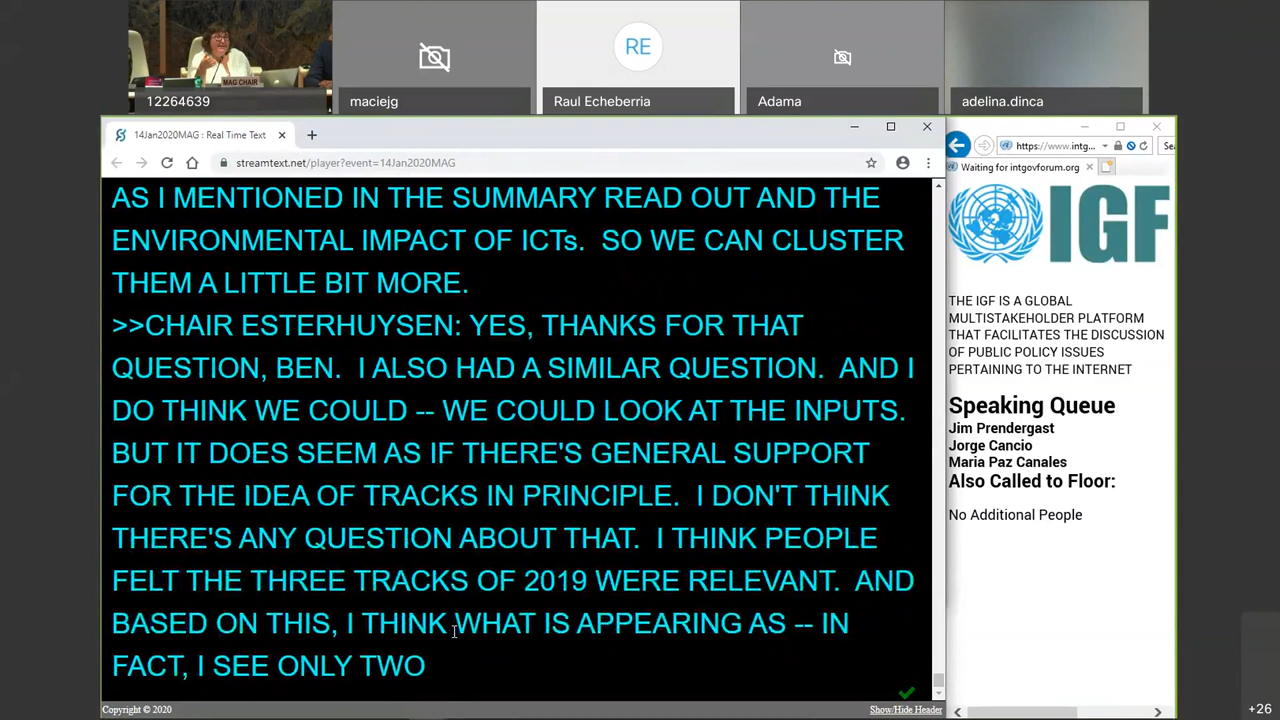 MAG CHAIR
12264639
maciejg
RE
Raul Echeberria
Adama
adelina.dinca
14Jan2020MAG : Real Time Text
streamtext.net/player?event=14Jan2020MAG
AS I MENTIONED IN THE SUMMARY READ OUT AND THE
ENVIRONMENTAL IMPACT OF ICTs. SO WE CAN CLUSTER
THEM A LITTLE BIT MORE.
>>CHAIR ESTERHUYSEN: YES, THANKS FOR THAT
QUESTION, BEN. I ALSO HAD A SIMILAR QUESTION. AND I
DO THINK WE COULD -- WE COULD LOOK AT THE INPUTS.
BUT IT DOES SEEM AS IF THERE'S GENERAL SUPPORT
FOR THE IDEA OF TRACKS IN PRINCIPLE. I DON'T THINK
THERE'S ANY QUESTION ABOUT THAT. I THINK PEOPLE
FELT THE THREE TRACKS OF 2019 WERE RELEVANT. AND
BASED ON THIS, I THINK WHAT IS APPEARING AS -- IN
FACT, I SEE ONLY TWO
Copyright © 2020
Show/Hide Header
https://www.intg...
Sea
Waiting for intgovforum.org
IGF
THE IGF IS A GLOBAL
MULTISTAKEHOLDER PLATFORM
THAT FACILITATES THE DISCUSSION
OF PUBLIC POLICY ISSUES
PERTAINING TO THE INTERNET
Speaking Queue
Jim Prendergast
Jorge Cancio
Maria Paz Canales
Also Called to Floor:
No Additional People
+26